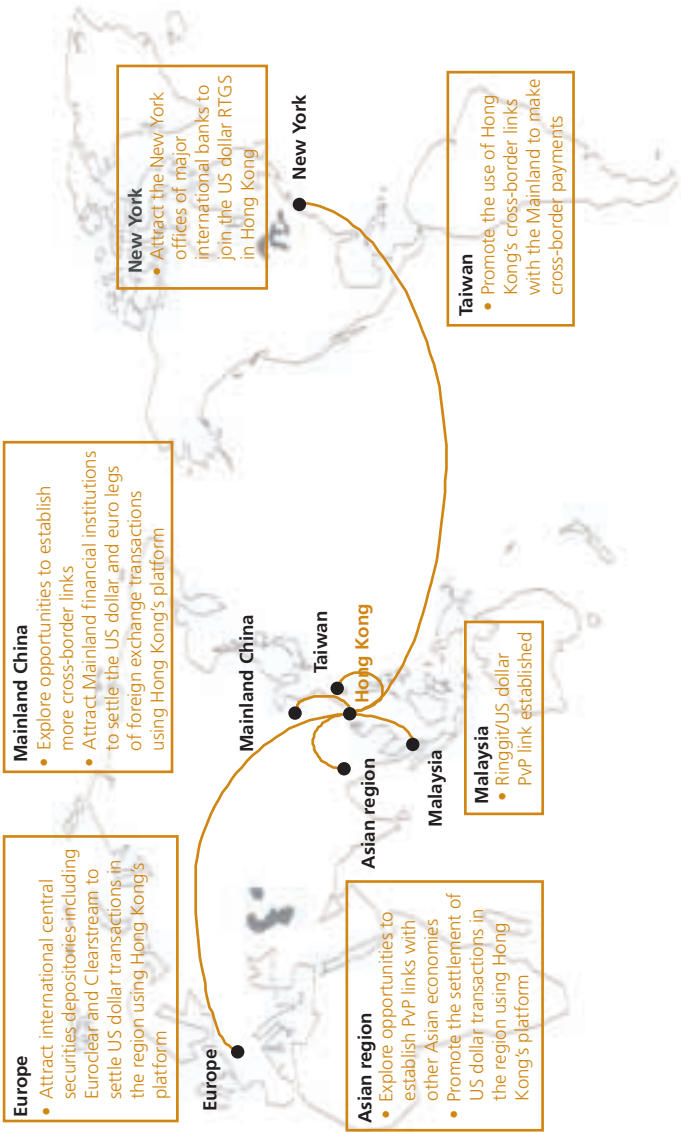 Europe
• Attract international central
securities depositories including
Euroclear and Clearstream to
settle US dollar transactions in
the region using Hong Kong's
platform
Mainland China
• Explore opportunities to establish
more cross-border links
• Attract Mainland financial institutions
to settle the US dollar and euro legs
of foreign exchange transactions
using Hong Kong's platform
New York
• Attract the New York
offices of major
international banks to
join the US dollar RTGS
in Hong Kong
Europe
Mainland China
Taiwan
Hong Kong
Asian region
Malaysia
New York
Asian region
• Explore opportunities to
establish PvP links with
other Asian economies
• Promote the settlement of
US dollar transactions in
the region using Hong
Kong's platform
Malaysia
• Ringgit/US dollar
PvP link established
Taiwan
• Promote the use of Hong
Kong's cross-border links
with the Mainland to make
cross-border payments